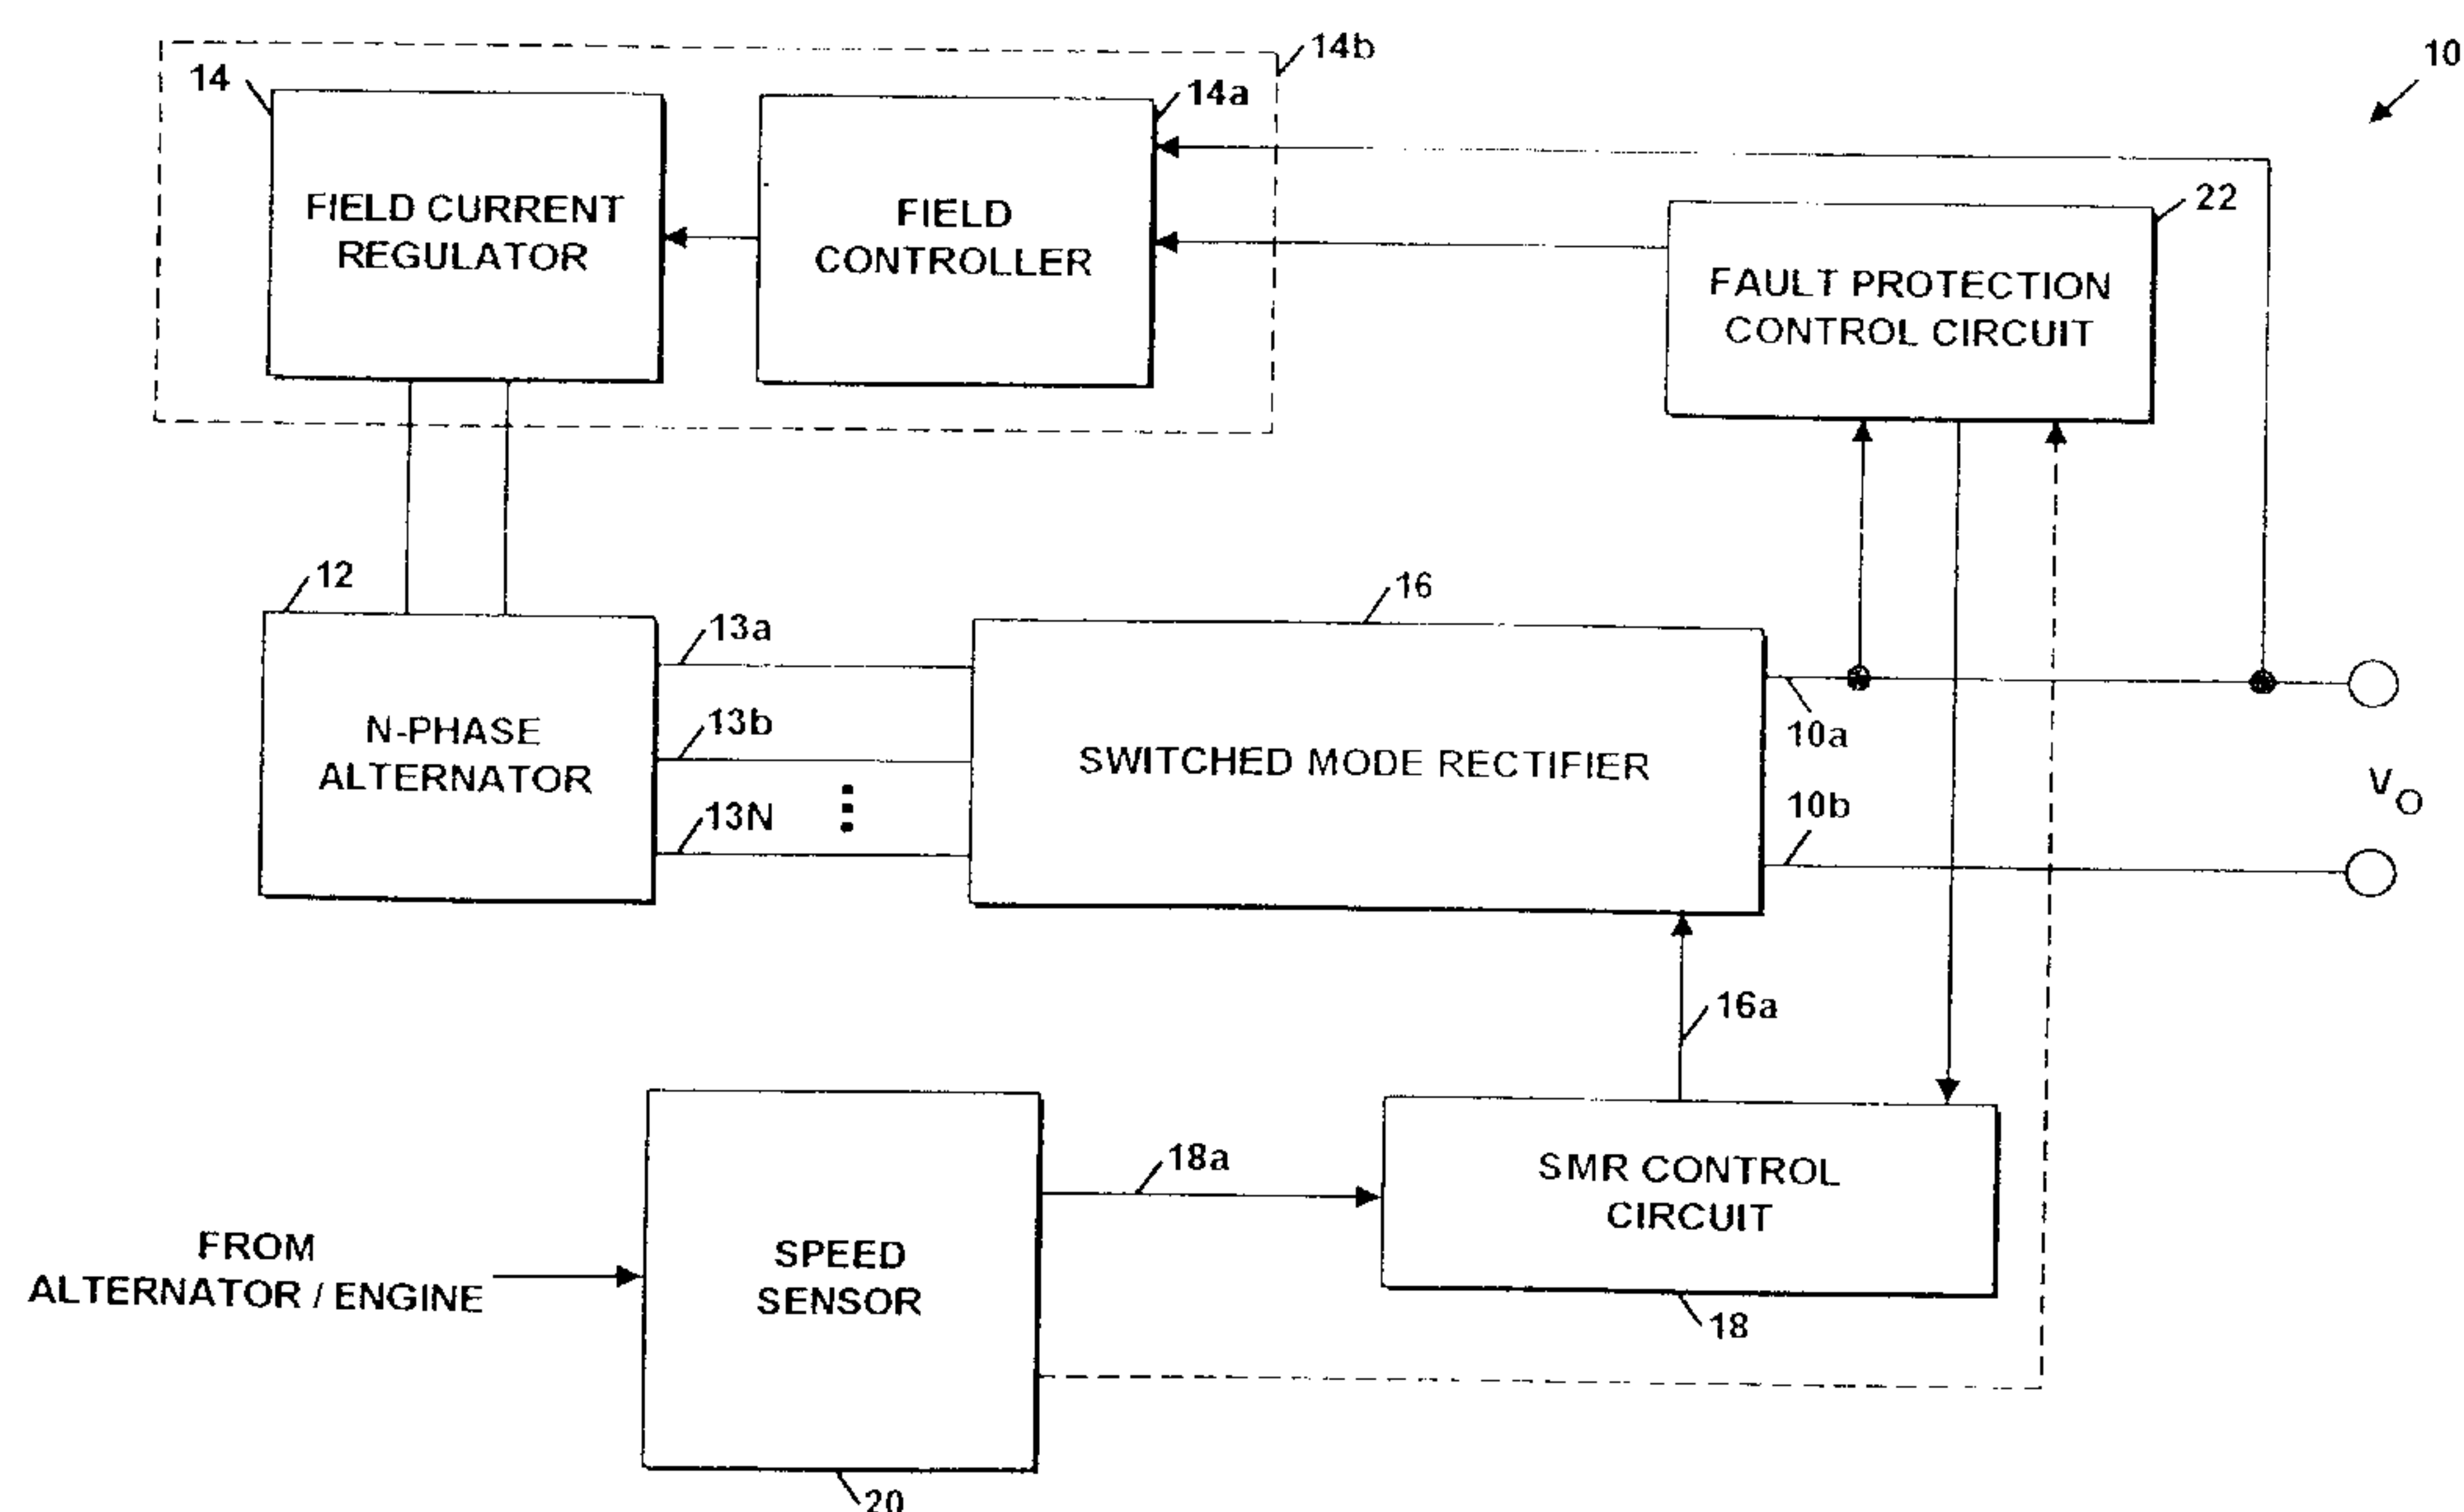 14b
10
14
14a
FIELD CURRENT
REGULATOR
FIELD
CONTROLLER
22
FAULT PROTECTION
CONTROL CIRCUIT
12
16
13a
13b
13N
N-PHASE
ALTERNATOR
SWITCHED MODE RECTIFIER
10a
10b
VO
16a
18a
SMR CONTROL
CIRCUIT
18
FROM
ALTERNATOR / ENGINE
SPEED
SENSOR
20